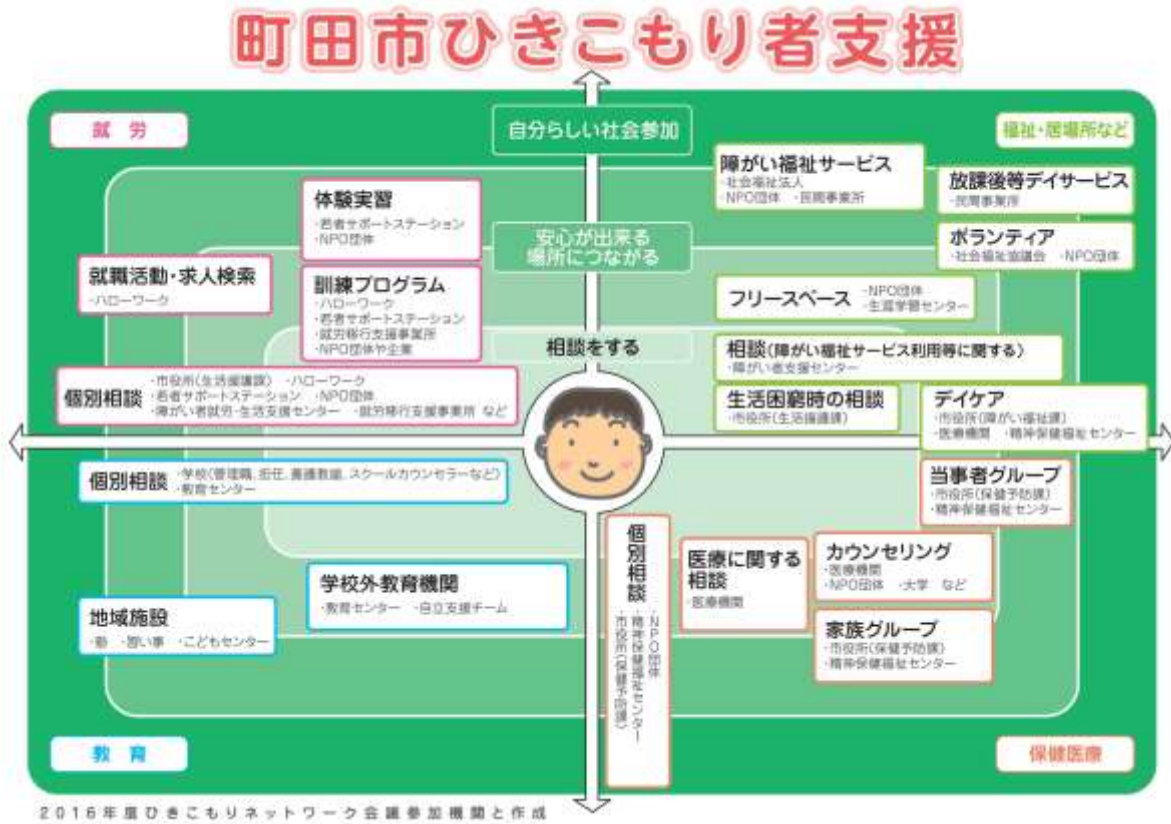 町田市ひきこもり者支援
就 労
自分らしい社会参加
福祉・居場所など
障がい福祉サービス
・社会福祉法人
・NPO団体 ・民間事業所
放課後等デイサービス
・民間事業所
体験実習
・若者サポートステーション
・NPO団体
安心が出来る
場所につながる
ボランティア
・社会福祉協議会 ・NPO団体
就職活動・求人検索
・ハローワーク
訓練プログラム
・ハローワーク
・若者サポートステーション
・就労移行支援事業所
・NPO団体や企業
フリースペース
・NPO団体
・生涯学習センター
相談をする
相談(障がい福祉サービス利用等に関する)
・障がい者支援センター
個別相談
・市役所(生活援護課) ・ハローワーク
・若者サポートステーション ・NPO団体
・障がい者就労・生活支援センター ・就労移行支援事業所 など
生活困窮時の相談
・市役所(生活援護課)
デイケア
・市役所(障がい福祉課)
・医療機関 ・精神保健福祉センター
個別相談
・学校(管理職、担任、養護教諭、スクールカウンセラーなど)
・教育センター
当事者グループ
・市役所(保健予防課)
・精神保健福祉センター
個別相談
・NPO団体
・精神保健福祉センター
・市役所(保健予防課)
医療に関する
相談
・医療機関
カウンセリング
・医療機関
・NPO団体 ・大学 など
学校外教育機関
・教育センター ・自立支援チーム
地域施設
・塾 ・習い事 ・こどもセンター
家族グループ
・市役所(保健予防課)
・精神保健福祉センター
教 育
保健医療
2016年度ひきこもりネットワーク会議参加機関と作成